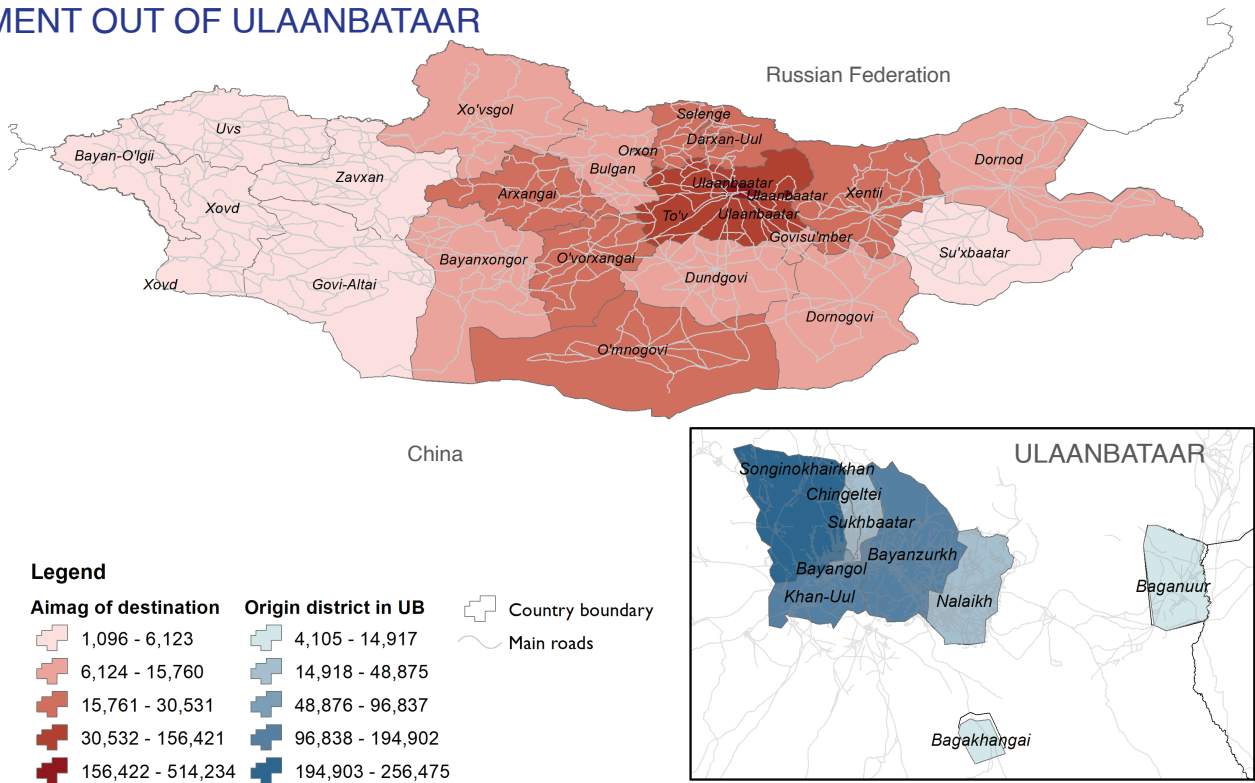 MENT OUT OF ULAANBATAAR
Russian Federation
Xo'vsgol
Selenge
Uvs
Darxan-Uul
Bayan-O'lgii
Orxon
Dornod
Bulgan
Zavxan
Ulaanbaatar
Arxangai
Ulaanbaatar
Xentii
Xovd
To'v
Ulaanbaatar
Govisu'mber
Su'xbaatar
Bayanxongor
O'vorxangai
Dundgovi
Xovd
Govi-Altai
Dornogovi
O'mnogovi
China
ULAANBATAAR
Songinokhairkhan
Chingeltei
Sukhbaatar
Bayanzurkh
Bayangol
Khan-Uul
Nalaikh
Baganuur
Bagakhangai
Legend
Aimag of destination
1,096 - 6,123
6,124 - 15,760
15,761 - 30,531
30,532 - 156,421
156,422 - 514,234
Origin district in UB
4,105 - 14,917
14,918 - 48,875
48,876 - 96,837
96,838 - 194,902
194,903 - 256,475
Country boundary
Main roads